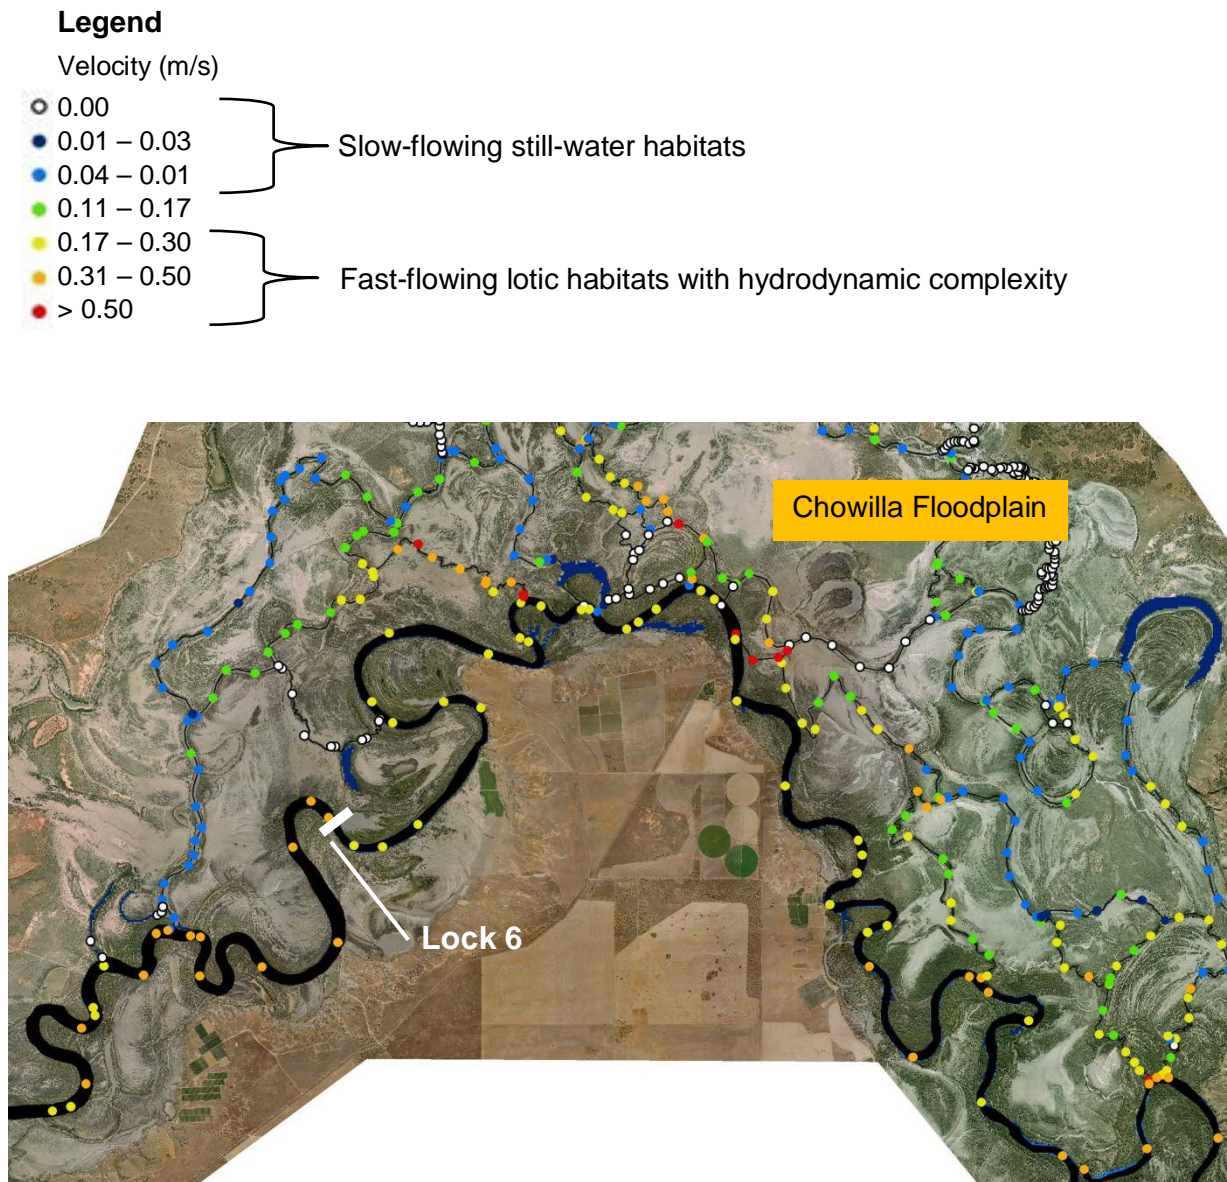 Legend
Velocity (m/s)
0.00
0.01 – 0.03
0.04 – 0.01
0.11 – 0.17
0.17 – 0.30
0.31 – 0.50
> 0.50
Slow-flowing still-water habitats
Fast-flowing lotic habitats with hydrodynamic complexity
Chowilla Floodplain
Lock 6